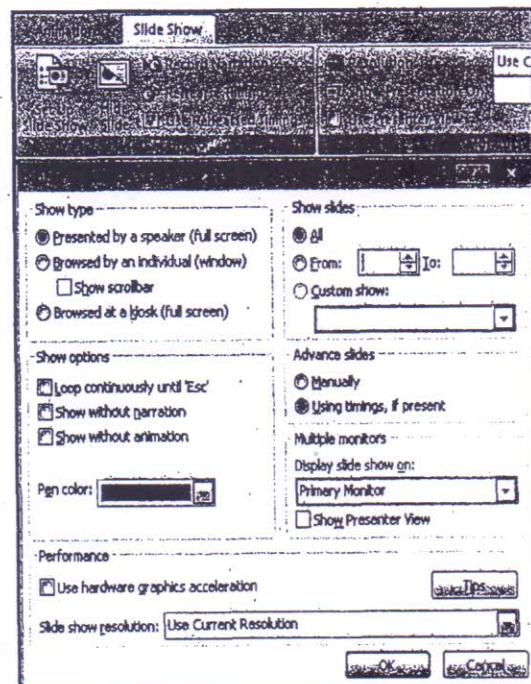 Slide Show
Use C
Show type
Presented by a speaker (full screen)
Browsed by an individual (window)
Show scrollbar
Browsed at a kiosk (full screen)
Show slides
All
From: To:
Custom show:
Show options
Loop continuously until 'Esc'
Show without narration
Show without animation
Pen color:
Advance slides
Manually
Using timings, if present
Multiple monitors
Display slide show on:
Primary Monitor
Show Presenter View
Performance
Use hardware graphics acceleration
Tips
Slide show resolution: Use Current Resolution
OK Cancel